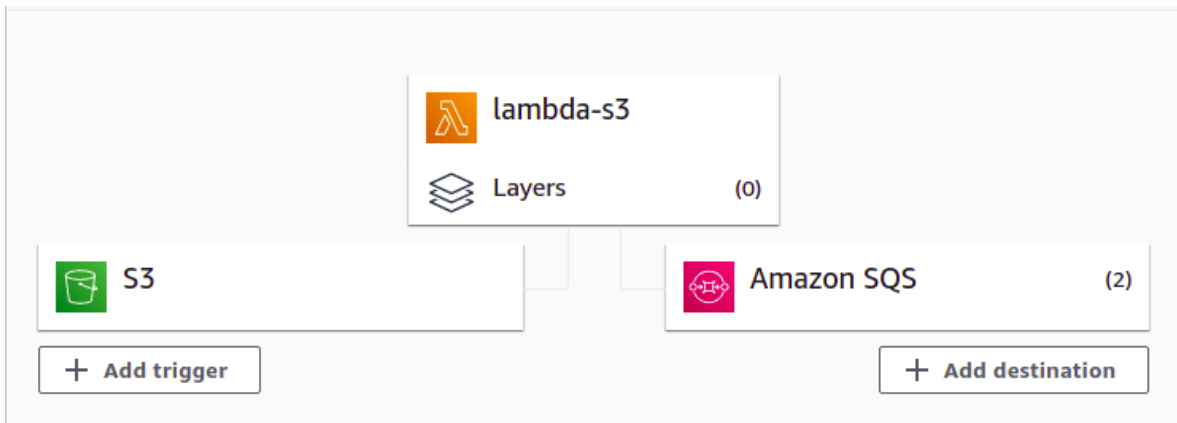 lambda-s3
Layers (0)
S3
Amazon SQS (2)
+ Add trigger
+ Add destination